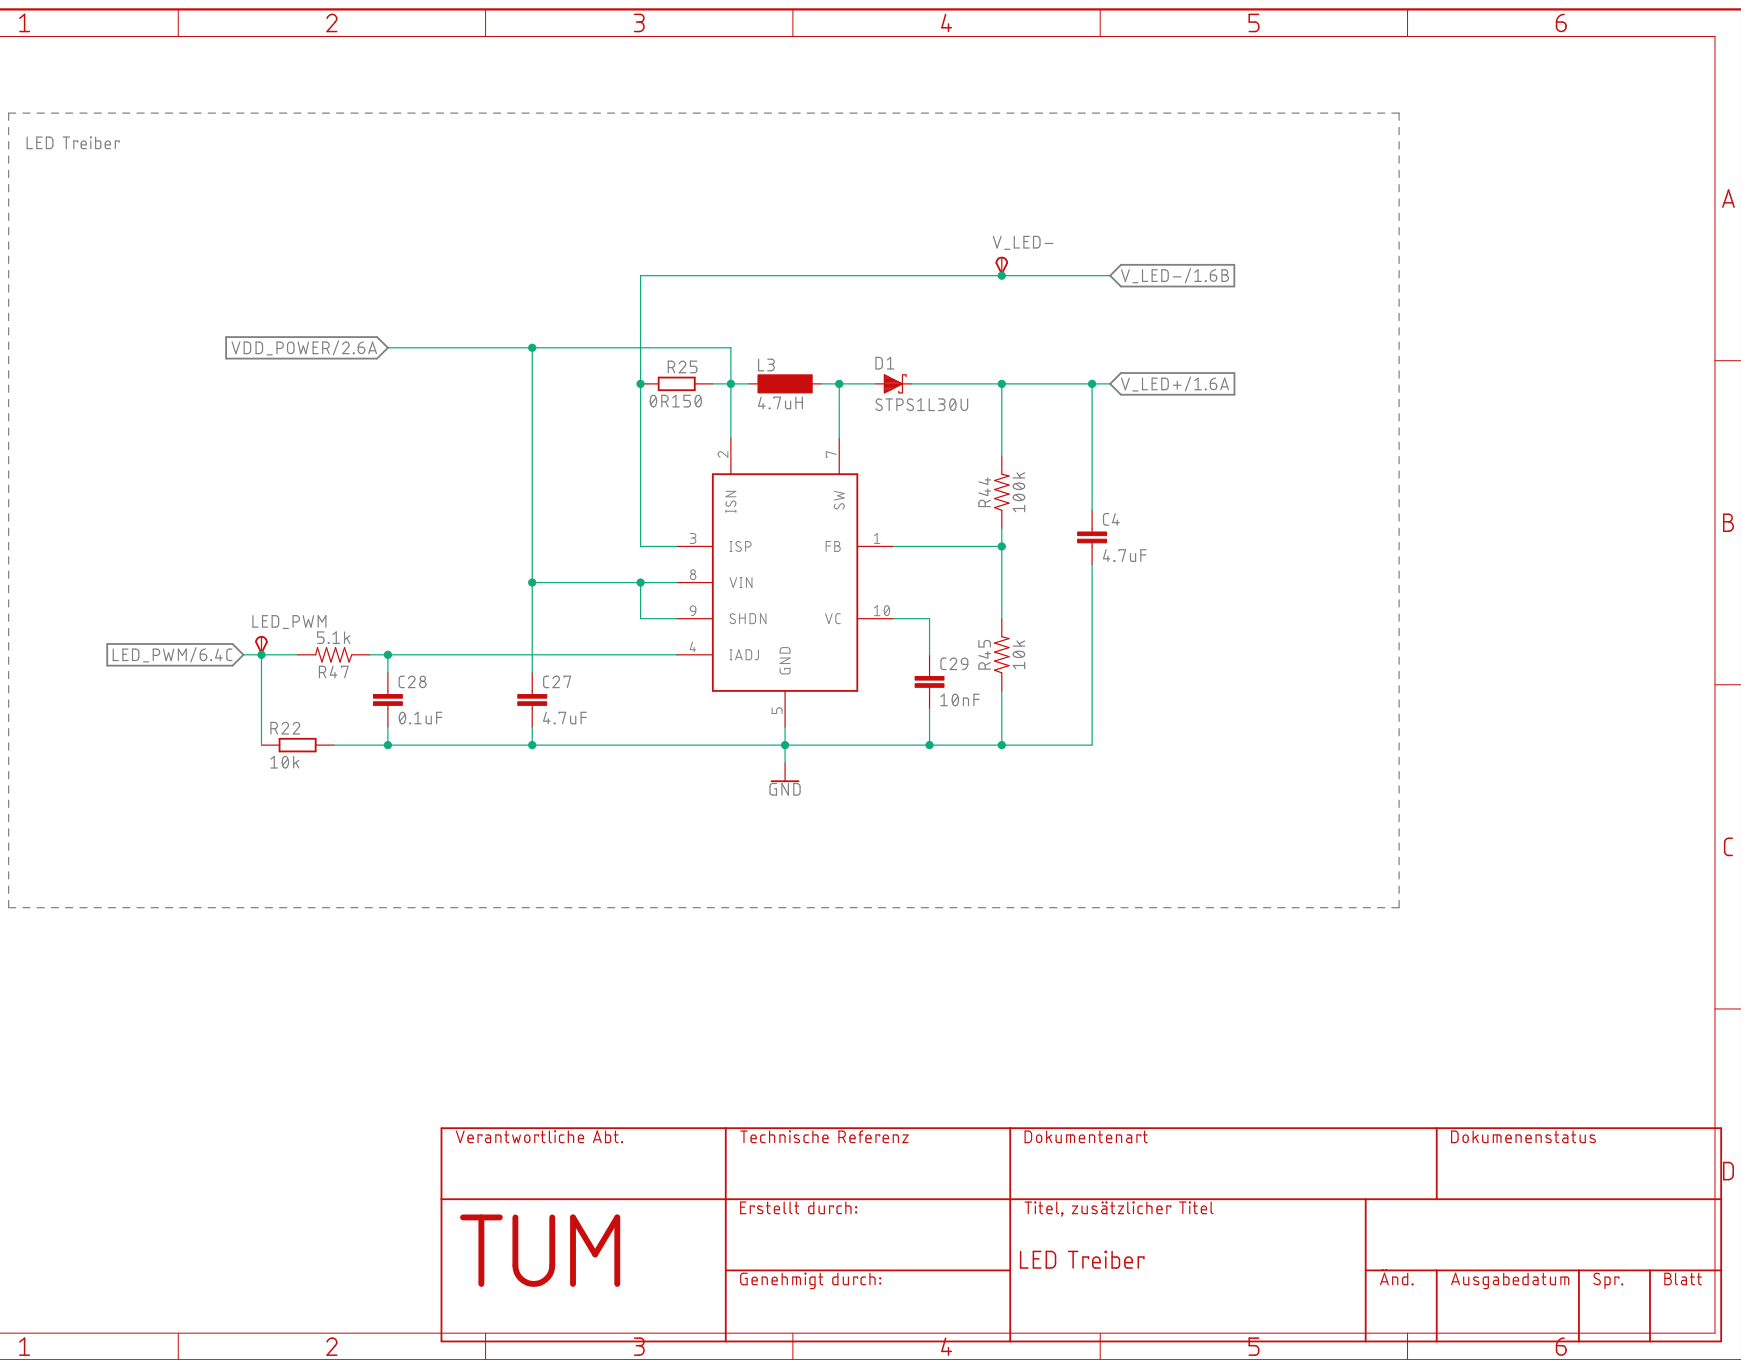 1 2 3 4 5 6
LED Treiber
A
V_LED-
V_LED-/1.6B
VDD_POWER/2.6A
R25
L3
D1
V_LED+/1.6A
0R150
4.7uH
STPS1L30U
2
7
ISN
SW
R44
100k
3
ISP
FB
1
C4
4.7uF
B
8
VIN
9
SHDN
VC
10
LED_PWM
5.1k
LED_PWM/6.4C
R47
4
IADJ
GND
R45
10k
C28
0.1uF
C27
4.7uF
C29
10nF
5
R22
10k
GND
C
Verantwortliche Abt.
Technische Referenz
Dokumentenart
Dokumenenstatus
D
TUM
Erstellt durch:
Titel, zusätzlicher Titel
LED Treiber
Genehmigt durch:
Änd.
Ausgabedatum
Spr.
Blatt
1 2 3 4 5 6